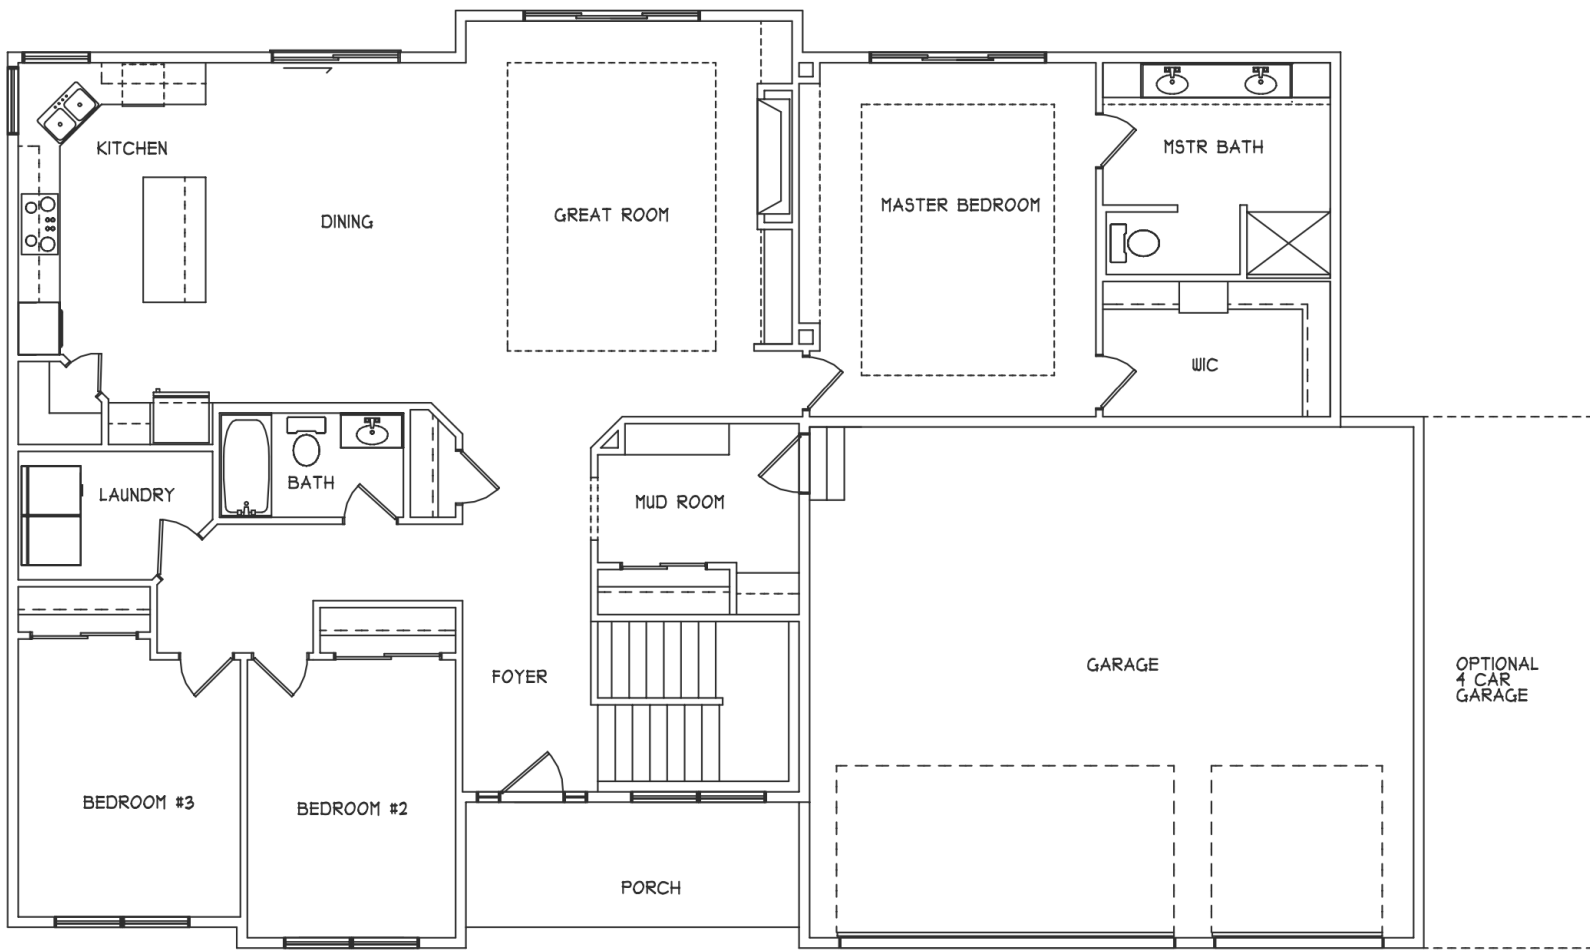 KITCHEN
DINING
GREAT ROOM
MASTER BEDROOM
MSTR BATH
WIC
LAUNDRY
BATH
MUD ROOM
FOYER
GARAGE
OPTIONAL
4 CAR
GARAGE
BEDROOM #3
BEDROOM #2
PORCH